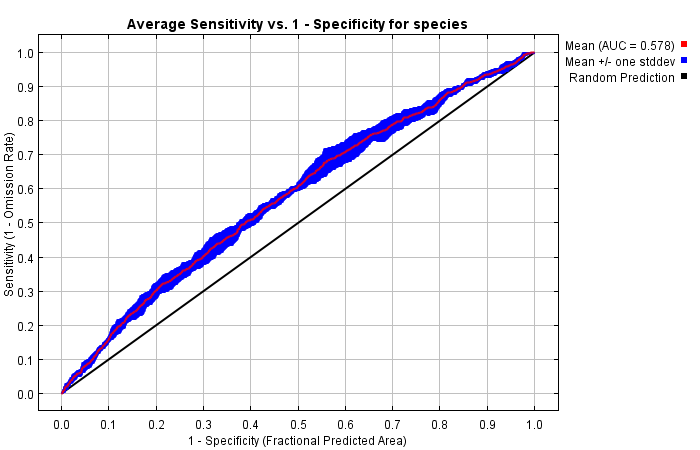 Average Sensitivity vs. 1 - Specificity for species
Mean (AUC = 0.578)
Mean +/- one stddev
Random Prediction
Sensitivity (1 - Omission Rate)
1.0
0.9
0.8
0.7
0.6
0.5
0.4
0.3
0.2
0.1
0.0
0.0 0.1 0.2 0.3 0.4 0.5 0.6 0.7 0.8 0.9 1.0
1 - Specificity (Fractional Predicted Area)